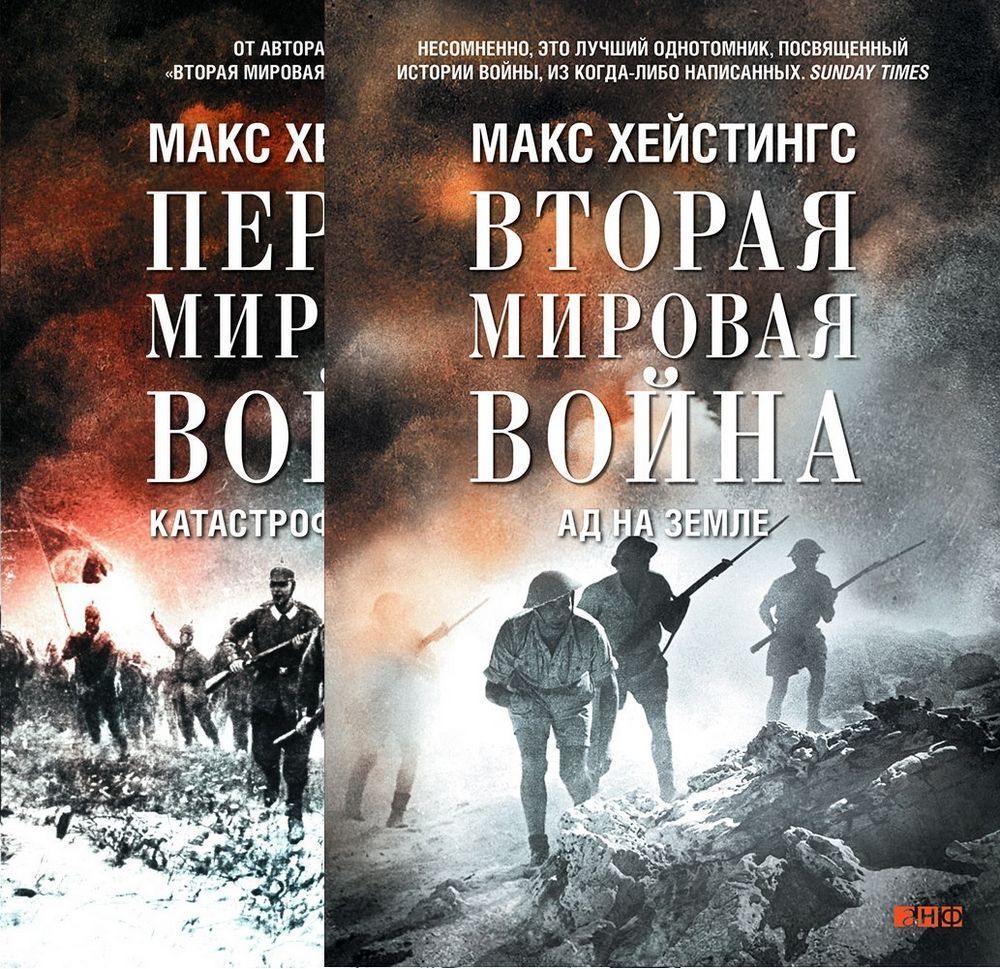 ОТ АВТОРА
«ВТОРАЯ МИРОВАЯ
МАКС ХЕ
ПЕР
МИР
ВОЙ
КАТАСТРОФ
НЕСОМНЕННО, ЭТО ЛУЧШИЙ ОДНОТОМНИК, ПОСВЯЩЕННЫЙ
ИСТОРИИ ВОЙНЫ, ИЗ КОГДА-ЛИБО НАПИСАННЫХ. SUNDAY TIMES
МАКС ХЕЙСТИНГС
ВТОРАЯ
МИРОВАЯ
ВОЙНА
АД НА ЗЕМЛЕ
АНФ